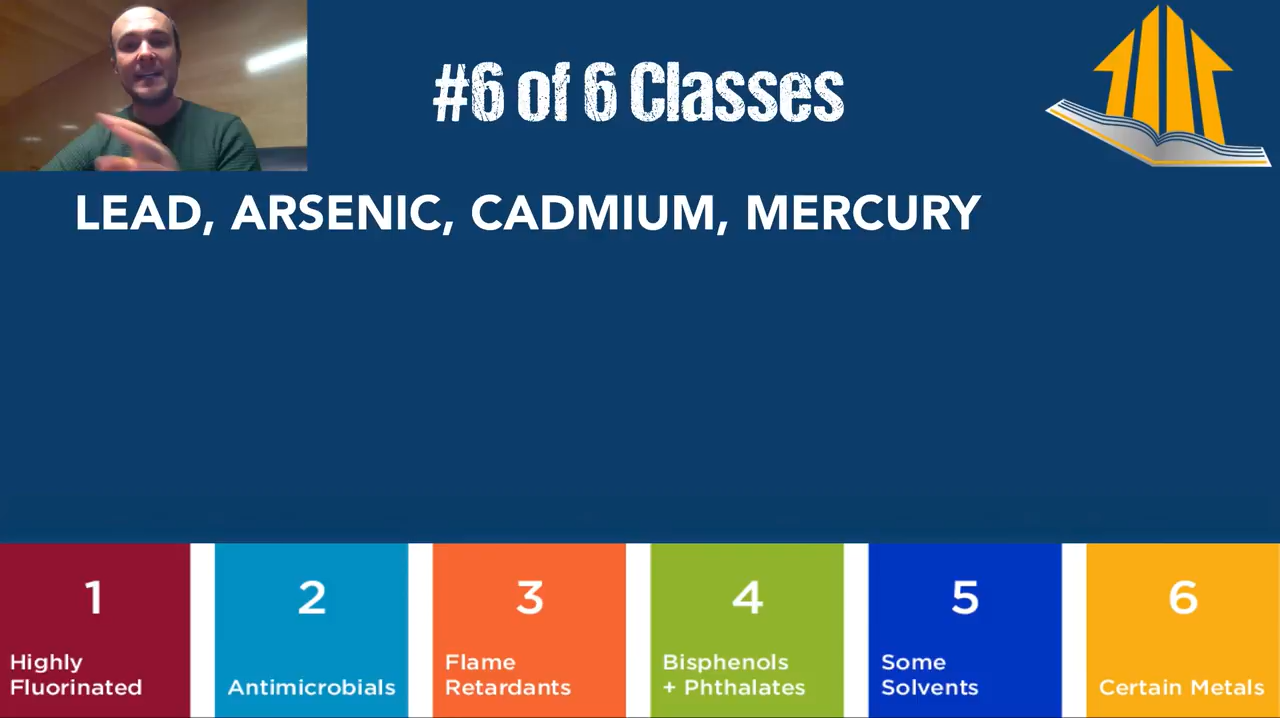 #6 of 6 Classes
LEAD, ARSENIC, CADMIUM, MERCURY
1
Highly
Fluorinated
2
Antimicrobials
3
Flame
Retardants
4
Bisphenols
+ Phthalates
5
Some
Solvents
6
Certain Metals